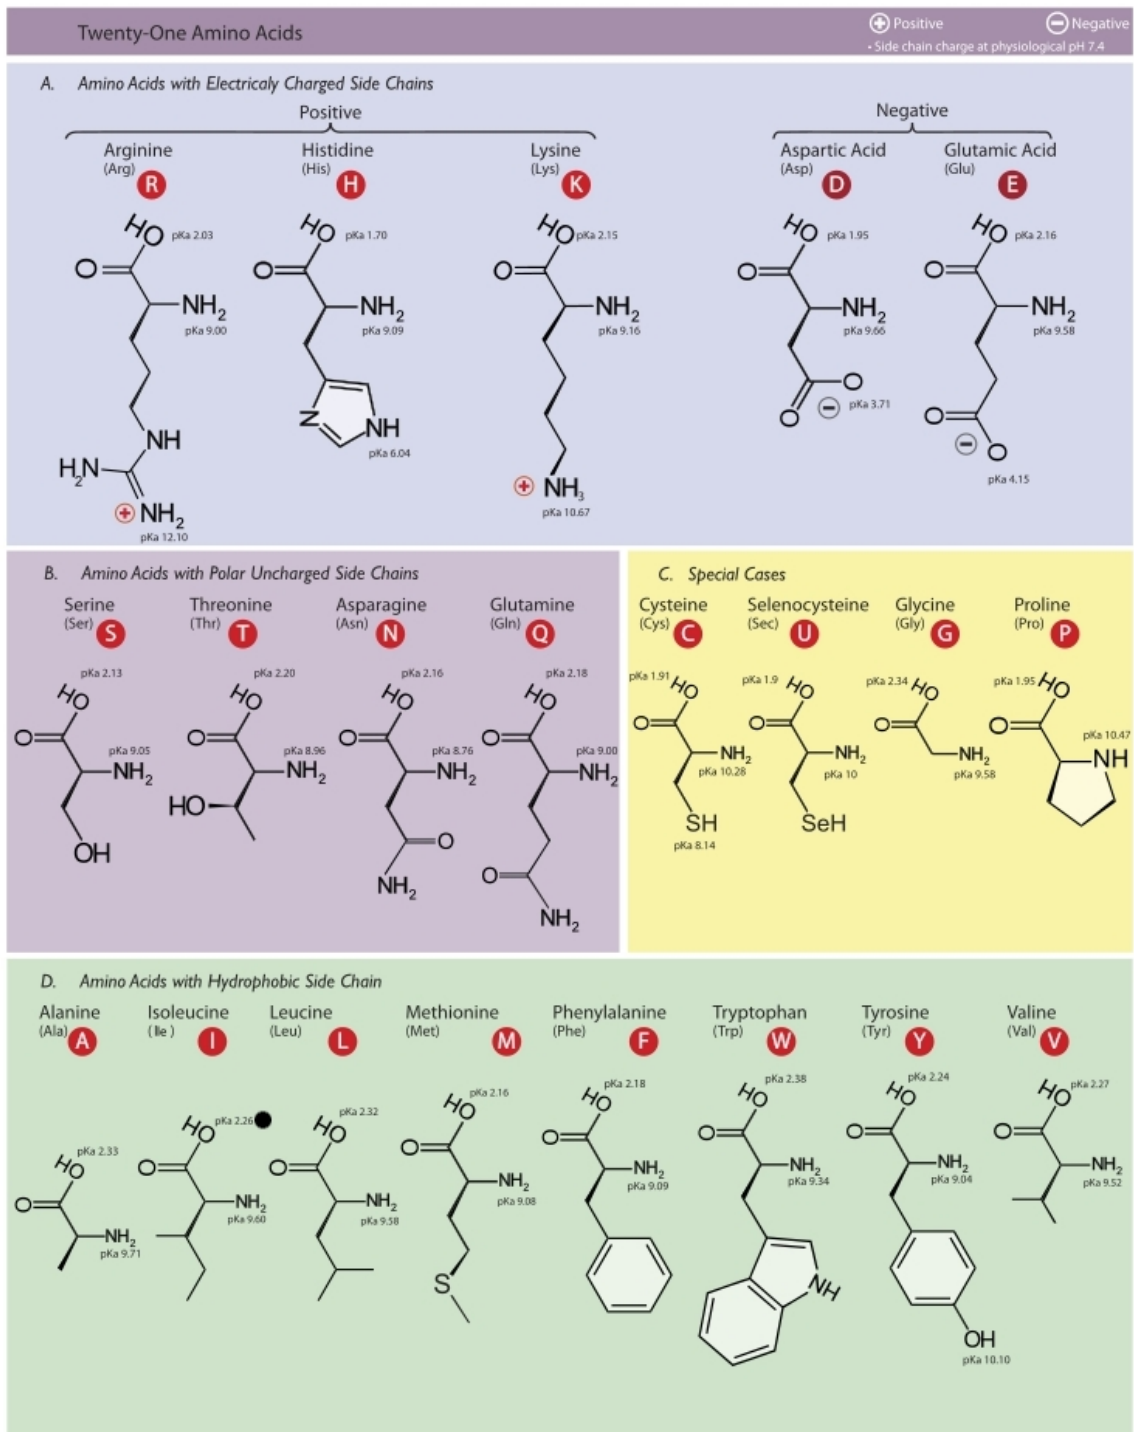 Twenty-One Amino Acids
+ Positive
− Negative
• Side chain charge at physiological pH 7.4
A. Amino Acids with Electricaly Charged Side Chains
Positive
Negative
Arginine
(Arg) R
Histidine
(His) H
Lysine
(Lys) K
Aspartic Acid
(Asp) D
Glutamic Acid
(Glu) E
HO pKa 2.03
O
NH2
pKa 9.00
NH
H2N
+ NH2
pKa 12.10
HO pKa 1.70
O
NH2
pKa 9.09
N
NH
pKa 6.04
HO pKa 2.15
O
NH2
pKa 9.16
+ NH3
pKa 10.67
HO pKa 1.95
O
NH2
pKa 9.66
O
O − pKa 3.71
HO pKa 2.16
O
NH2
pKa 9.58
O
− O
pKa 4.15
B. Amino Acids with Polar Uncharged Side Chains
Serine
(Ser) S
Threonine
(Thr) T
Asparagine
(Asn) N
Glutamine
(Gln) Q
pKa 2.13
HO
O
pKa 9.05
NH2
OH
pKa 2.20
HO
O
pKa 8.96
NH2
HO
pKa 2.16
HO
O
pKa 8.76
NH2
O
NH2
pKa 2.18
HO
O
pKa 9.00
NH2
O
NH2
C. Special Cases
Cysteine
(Cys) C
Selenocysteine
(Sec) U
Glycine
(Gly) G
Proline
(Pro) P
pKa 1.91 HO
O
NH2
pKa 10.28
SH
pKa 8.14
pKa 1.9 HO
O
NH2
pKa 10
SeH
pKa 2.34 HO
O
NH2
pKa 9.58
pKa 1.95 HO
O
pKa 10.47
NH
D. Amino Acids with Hydrophobic Side Chain
Alanine
(Ala) A
Isoleucine
(Ile) I
Leucine
(Leu) L
Methionine
(Met) M
Phenylalanine
(Phe) F
Tryptophan
(Trp) W
Tyrosine
(Tyr) Y
Valine
(Val) V
pKa 2.33
HO
O
NH2
pKa 9.71
pKa 2.26
HO
O
NH2
pKa 9.60
pKa 2.32
HO
O
NH2
pKa 9.58
pKa 2.16
HO
O
NH2
pKa 9.08
S
pKa 2.18
HO
O
NH2
pKa 9.09
pKa 2.38
HO
O
NH2
pKa 9.34
NH
pKa 2.24
HO
O
NH2
pKa 9.04
OH
pKa 10.10
pKa 2.27
HO
O
NH2
pKa 9.52